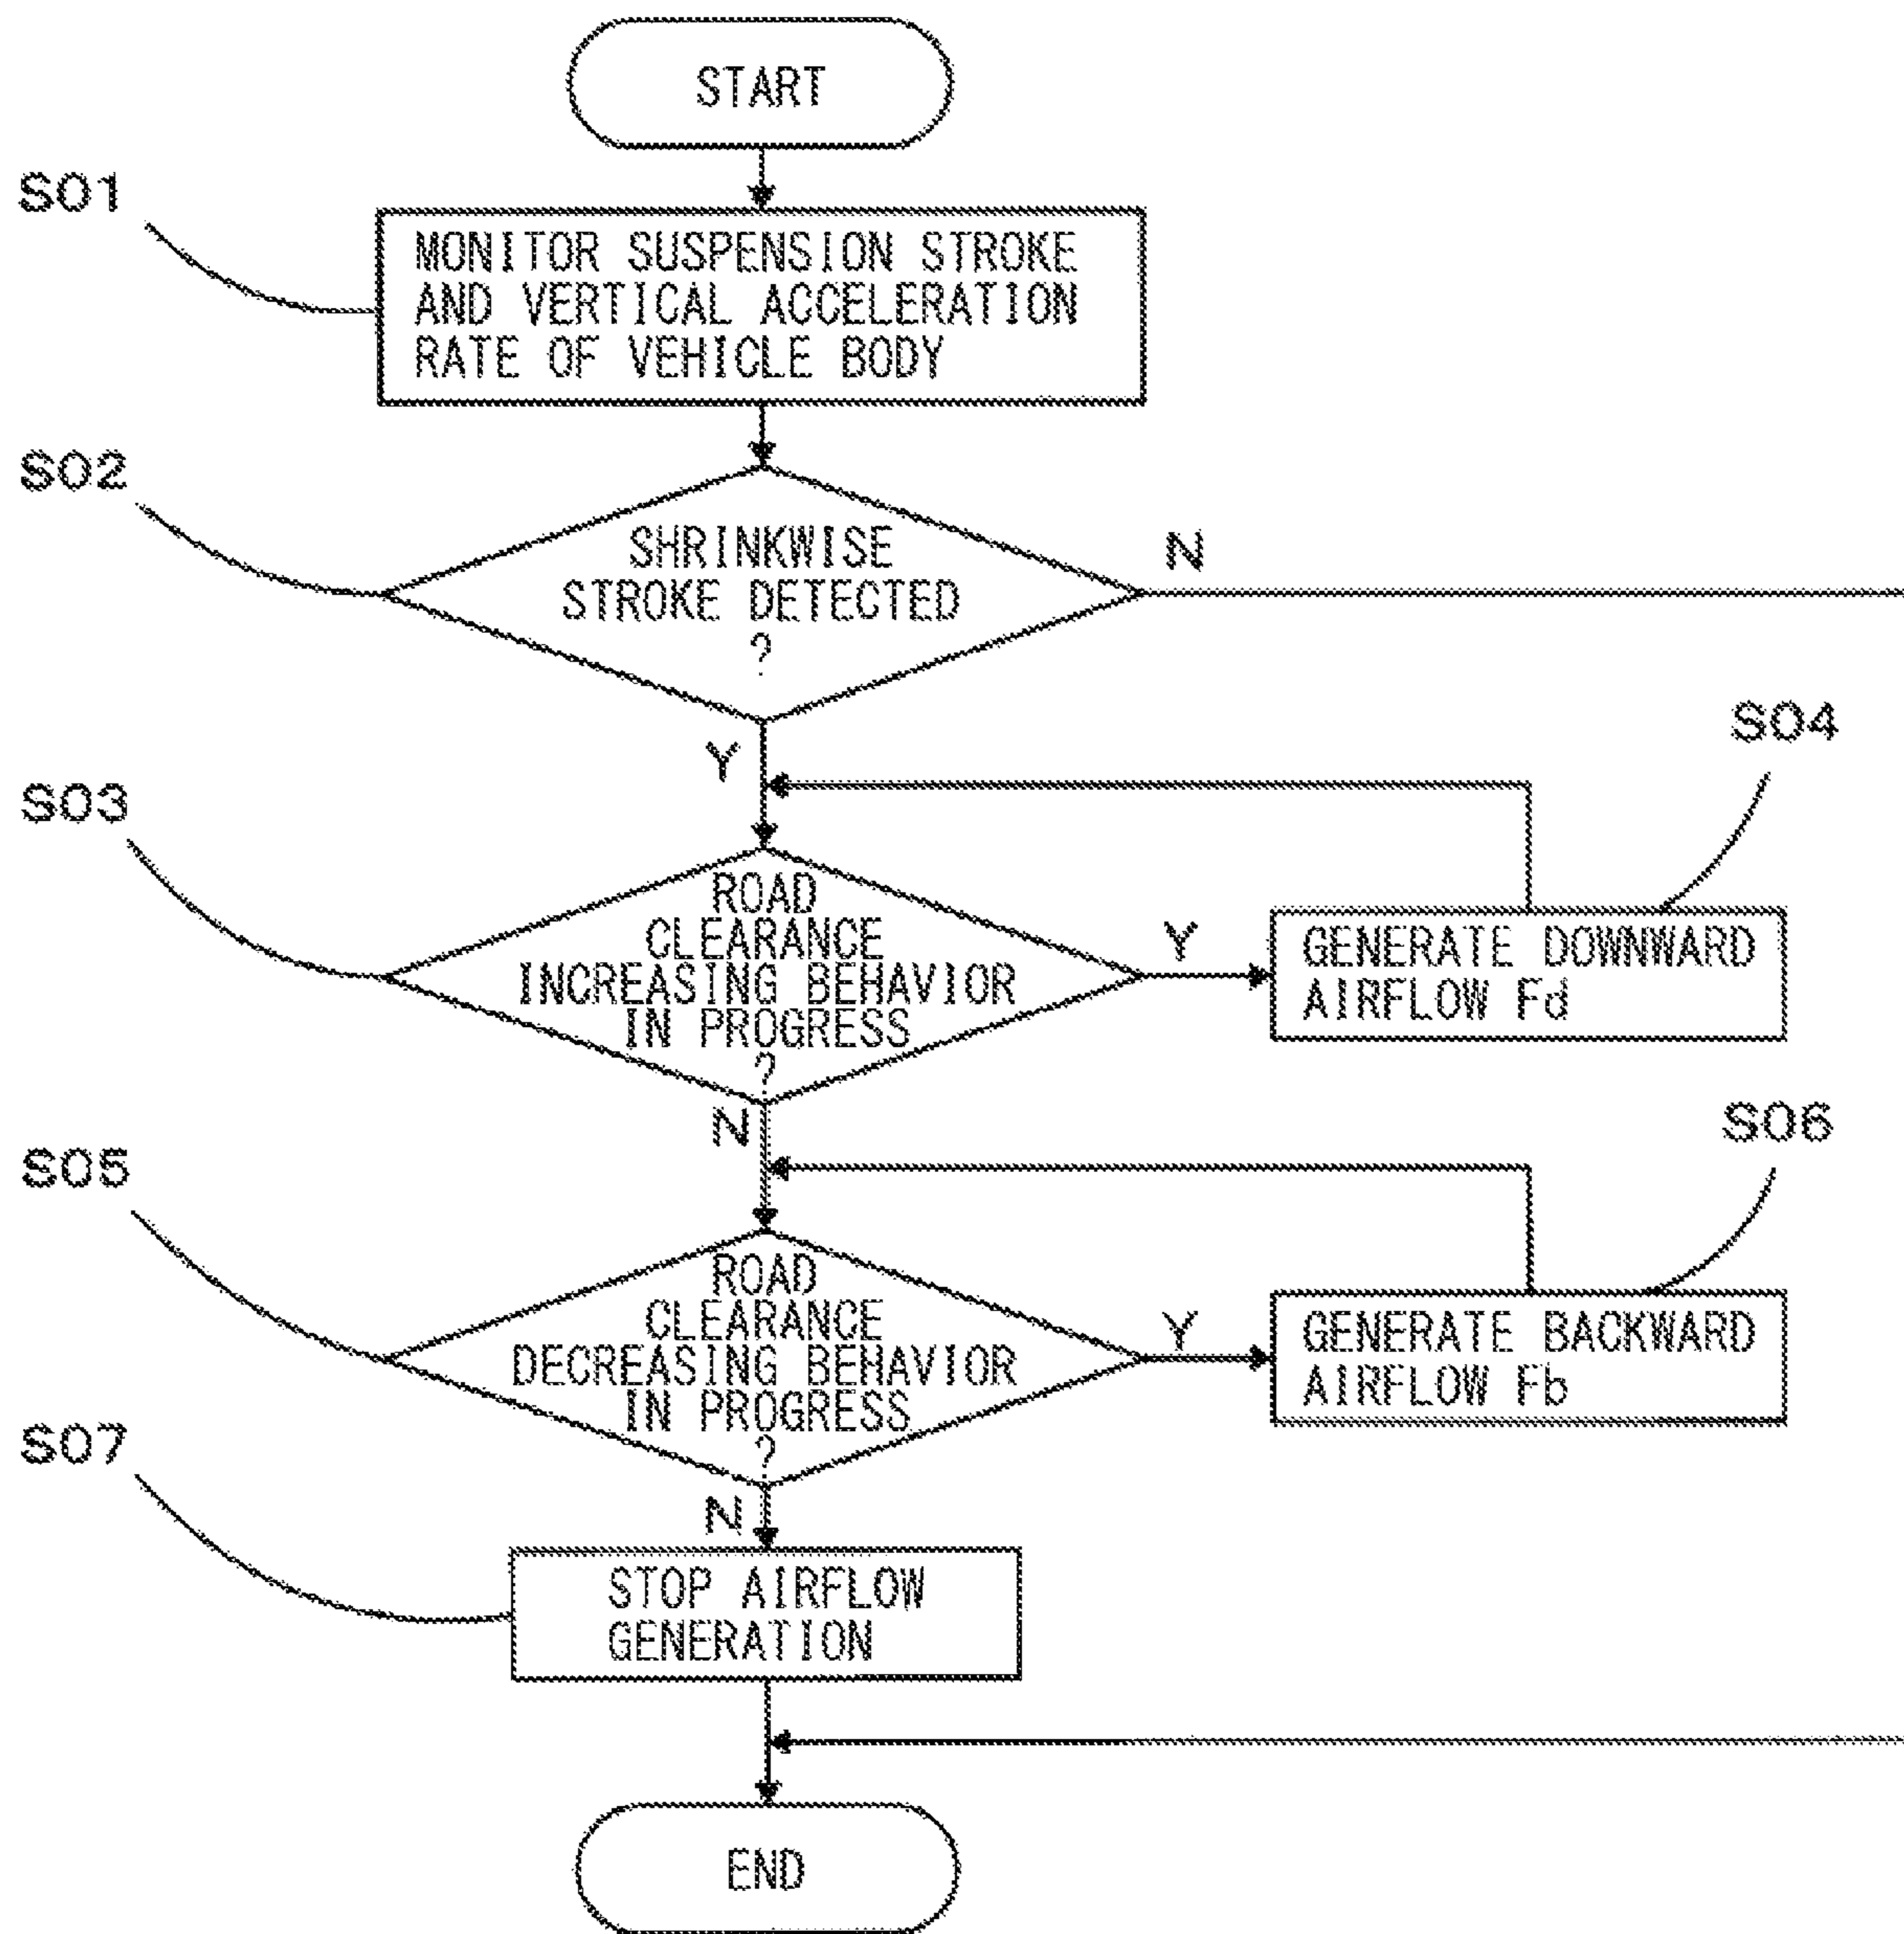 START
S01
MONITOR SUSPENSION STROKE
AND VERTICAL ACCELERATION
RATE OF VEHICLE BODY
S02
SHRINKWISE
STROKE DETECTED
?
N
Y
S03
ROAD
CLEARANCE
INCREASING BEHAVIOR
IN PROGRESS
?
Y
S04
GENERATE DOWNWARD
AIRFLOW Fd
N
S05
ROAD
CLEARANCE
DECREASING BEHAVIOR
IN PROGRESS
?
Y
S06
GENERATE BACKWARD
AIRFLOW Fb
N
S07
STOP AIRFLOW
GENERATION
END